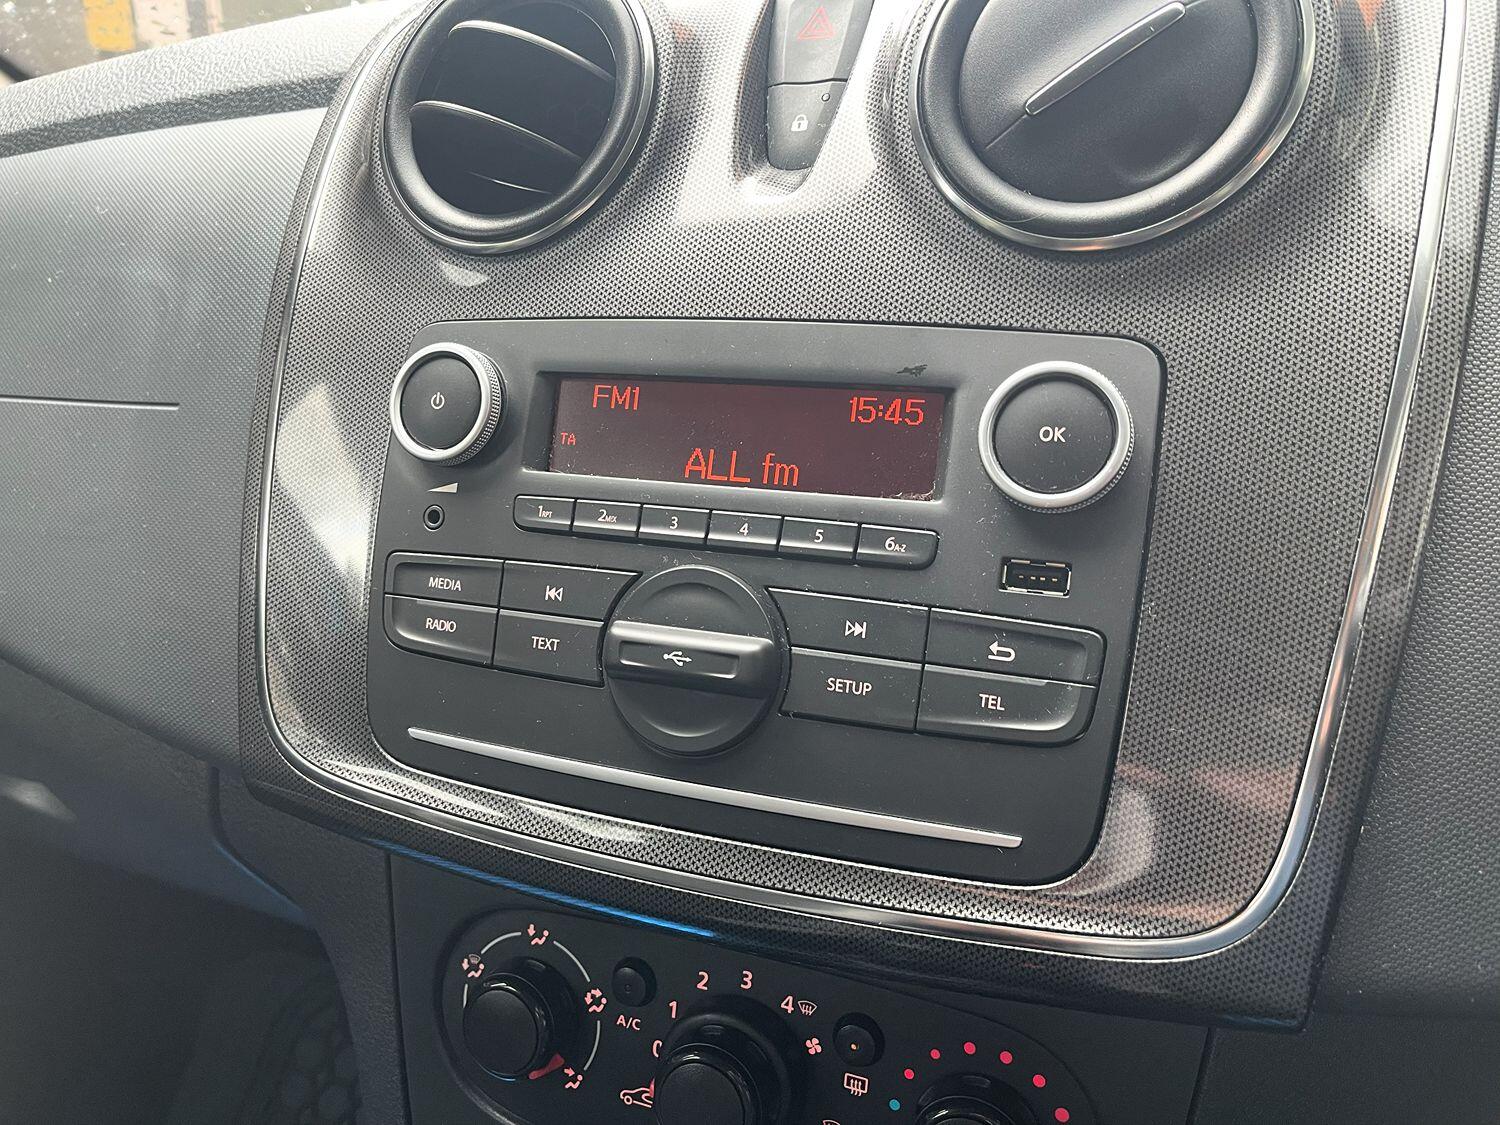 FM1
15:45
TA
ALL fm
OK
1RPT
2MIX
3
4
5
6A-Z
MEDIA
RADIO
TEXT
SETUP
TEL
A/C
0
1
2
3
4